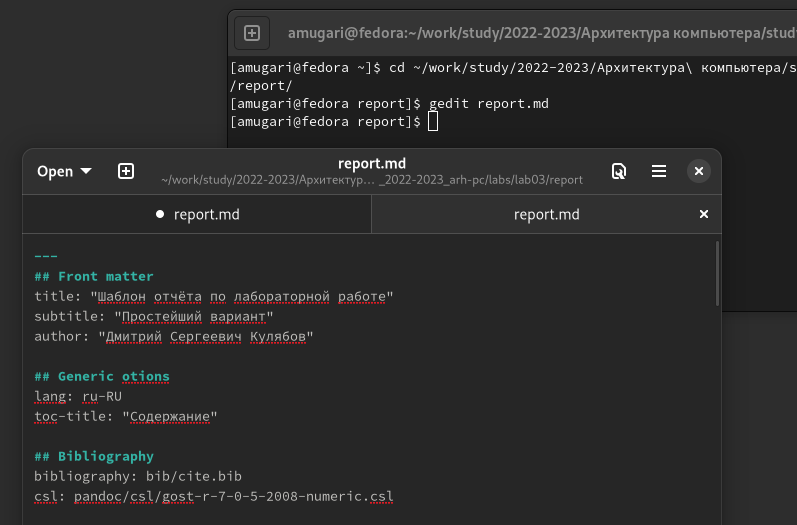 amugari@fedora:~/work/study/2022-2023/Архитектура компьютера/stud
[amugari@fedora ~]$ cd ~/work/study/2022-2023/Архитектура\ компьютера/s
/report/
[amugari@fedora report]$ gedit report.md
[amugari@fedora report]$
Open
report.md
~/work/study/2022-2023/Архитектур… _2022-2023_arh-pc/labs/lab03/report
report.md
report.md
---
## Front matter
title: "Шаблон отчёта по лабораторной работе"
subtitle: "Простейший вариант"
author: "Дмитрий Сергеевич Кулябов"
## Generic otions
lang: ru-RU
toc-title: "Содержание"
## Bibliography
bibliography: bib/cite.bib
csl: pandoc/csl/gost-r-7-0-5-2008-numeric.csl